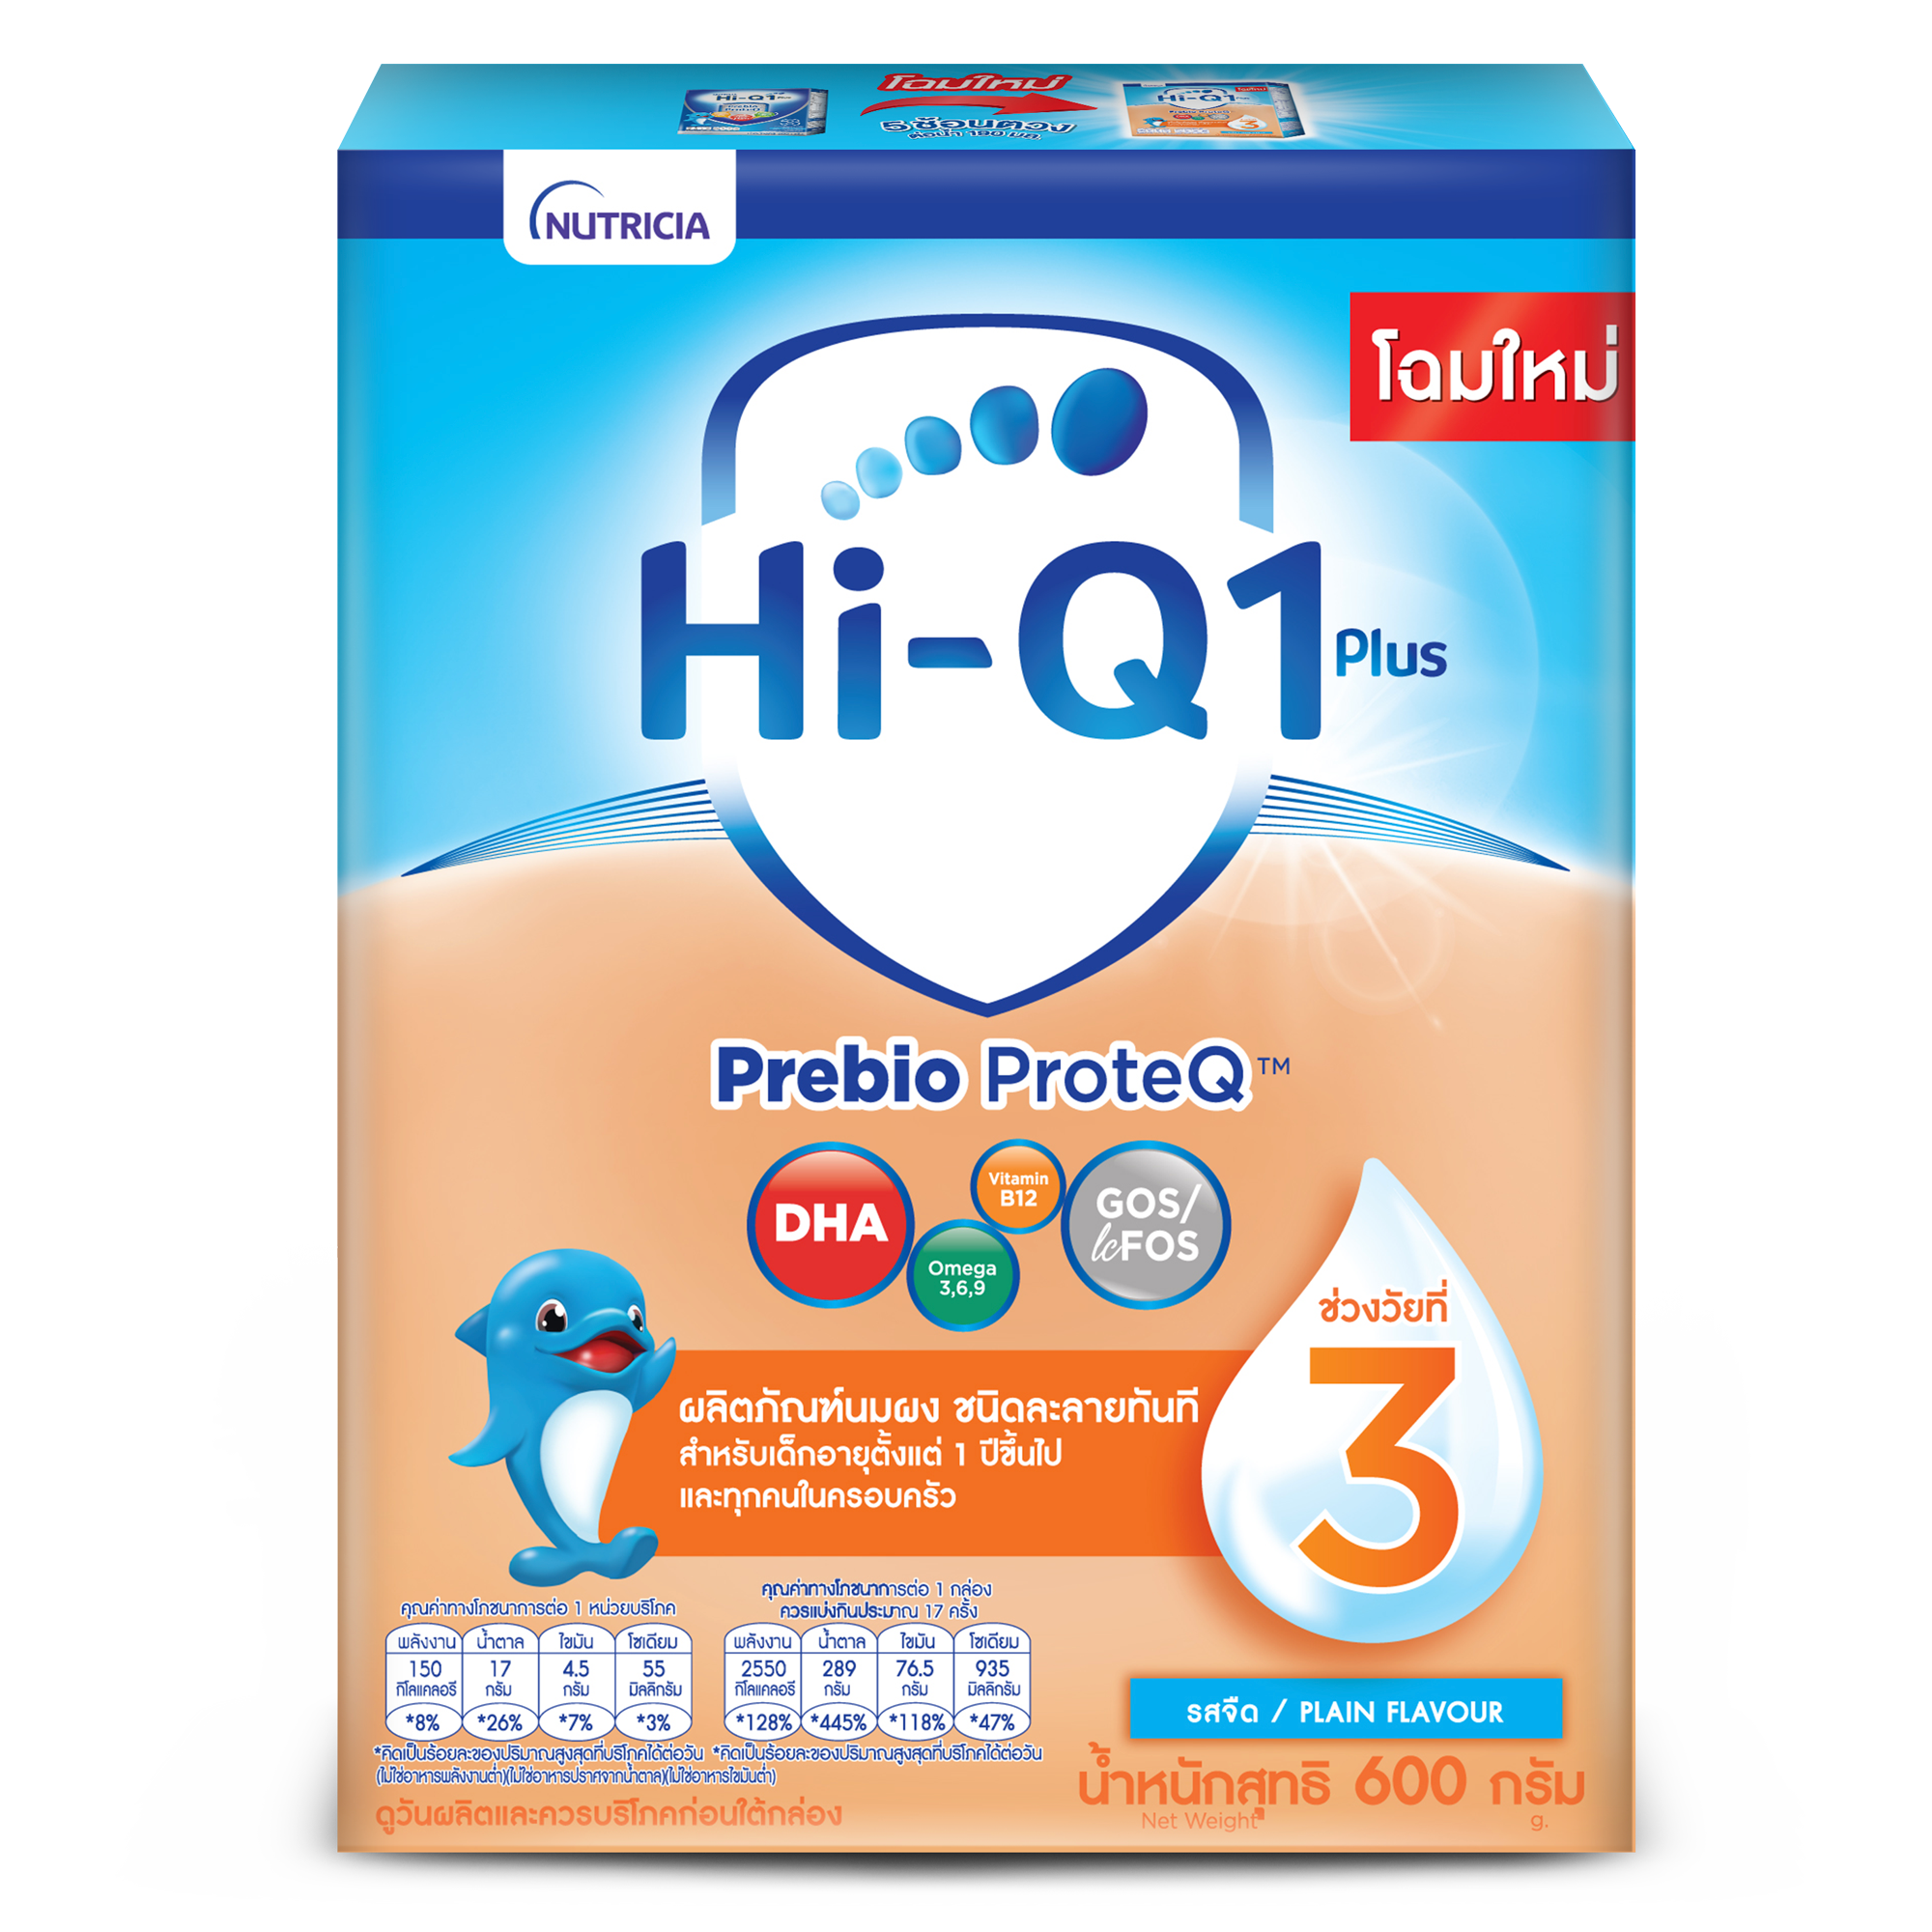 โฉมใหม่
Hi-Q1 Plus
Hi-Q1
5 ช้อนตวง
ต่อน้ำ 190 มล.
3
NUTRICIA
โฉมใหม่
Hi-Q1 Plus
Prebio ProteQ™
DHA
Vitamin
B12
Omega
3,6,9
GOS/
lcFOS
ช่วงวัยที่
3
ผลิตภัณฑ์นมผง ชนิดละลายทันที
สำหรับเด็กอายุตั้งแต่ 1 ปีขึ้นไป
และทุกคนในครอบครัว
คุณค่าทางโภชนาการต่อ 1 หน่วยบริโภค
พลังงาน น้ำตาล ไขมัน โซเดียม
150 17 4.5 55
กิโลแคลอรี กรัม กรัม มิลลิกรัม
*8% *26% *7% *3%
*คิดเป็นร้อยละของปริมาณสูงสุดที่บริโภคได้ต่อวัน
(ไม่ใช่อาหารพลังงานต่ำ)(ไม่ใช่อาหารปราศจากน้ำตาล)(ไม่ใช่อาหารไขมันต่ำ)
คุณค่าทางโภชนาการต่อ 1 กล่อง
ควรแบ่งกินประมาณ 17 ครั้ง
พลังงาน น้ำตาล ไขมัน โซเดียม
2550 289 76.5 935
กิโลแคลอรี กรัม กรัม มิลลิกรัม
*128% *445% *118% *47%
*คิดเป็นร้อยละของปริมาณสูงสุดที่บริโภคได้ต่อวัน
รสจืด / PLAIN FLAVOUR
น้ำหนักสุทธิ 600 กรัม
Net Weight g.
ดูวันผลิตและควรบริโภคก่อนใต้กล่อง